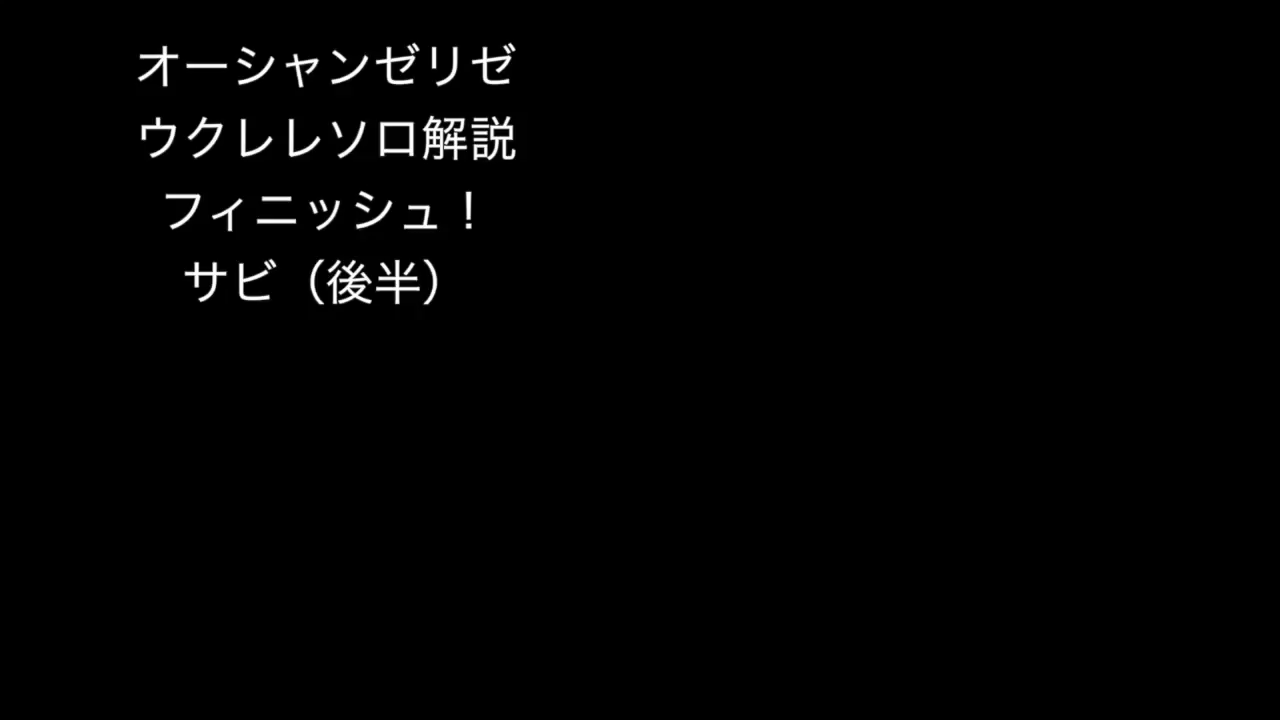 オーシャンゼリゼ
ウクレレソロ解説
フィニッシュ！
サビ（後半）